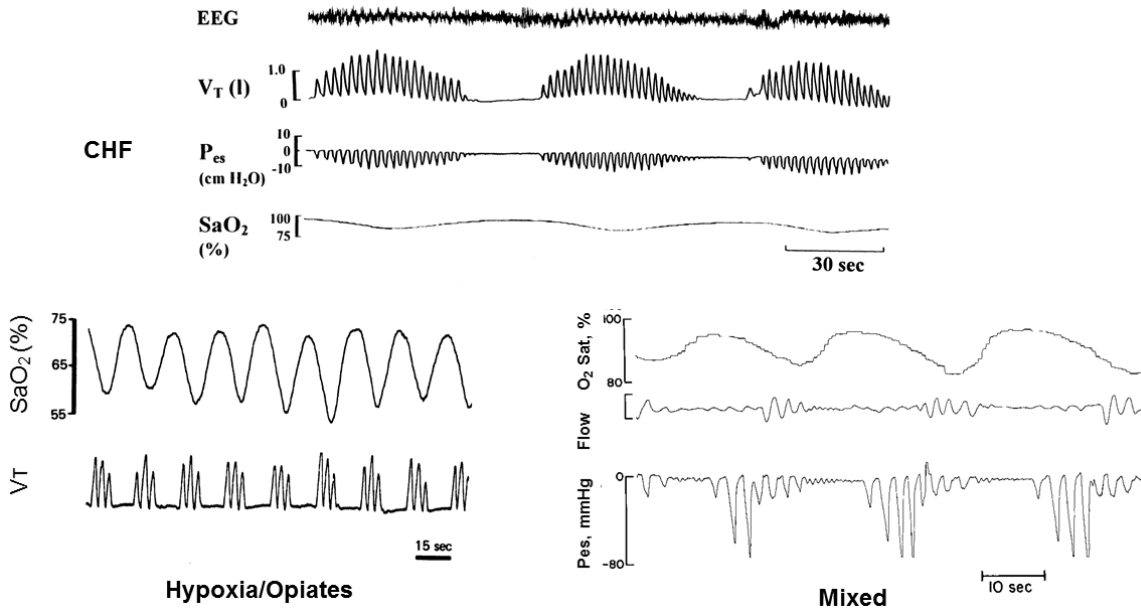 EEG
V_T (l)
1.0
0
CHF
P_es
(cm H₂O)
10
0
-10
SaO₂
(%)
100
75
30 sec
SaO₂ (%)
75
65
55
VT
15 sec
Hypoxia/Opiates
O₂ Sat, %
100
80
Flow
Pes, mmHg
0
-80
10 sec
Mixed